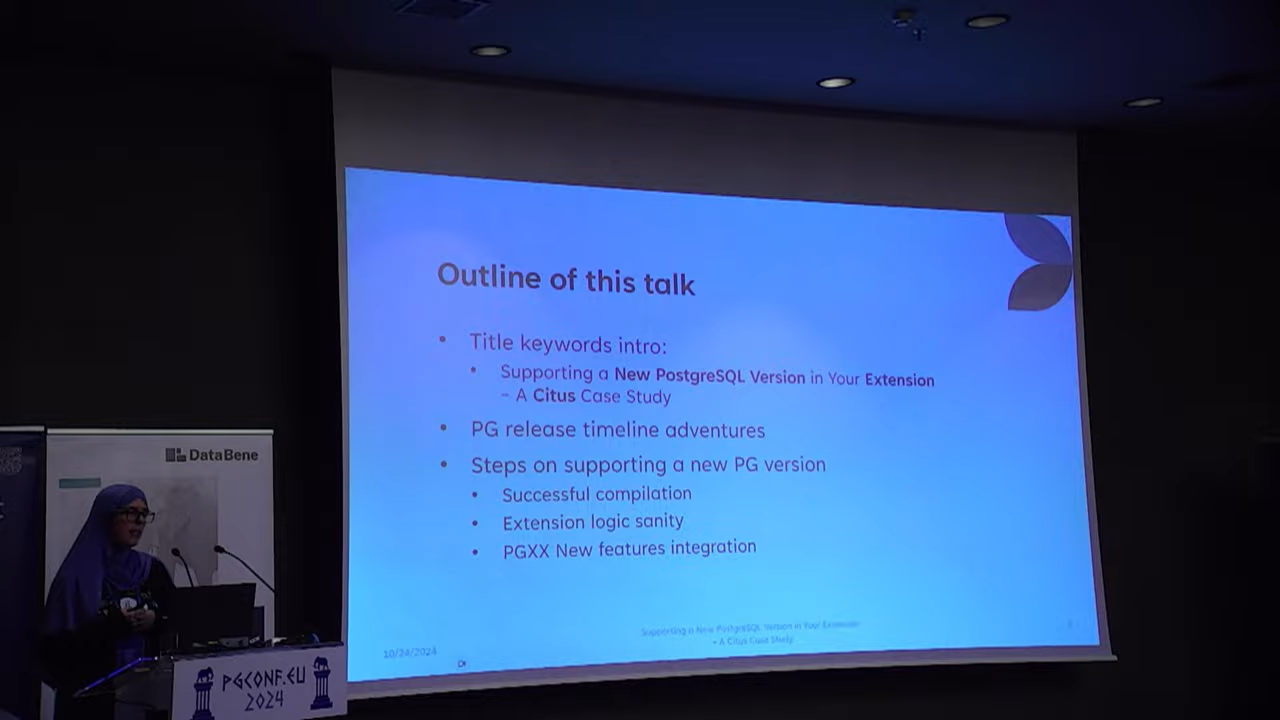 Outline of this talk
• Title keywords intro:
• Supporting a New PostgreSQL Version in Your Extension
– A Citus Case Study
• PG release timeline adventures
• Steps on supporting a new PG version
• Successful compilation
• Extension logic sanity
• PGXX New features integration
Supporting a New PostgreSQL Version in Your Extension
– A Citus Case Study
10/24/2024
DataBene
PGCONF.EU
2024